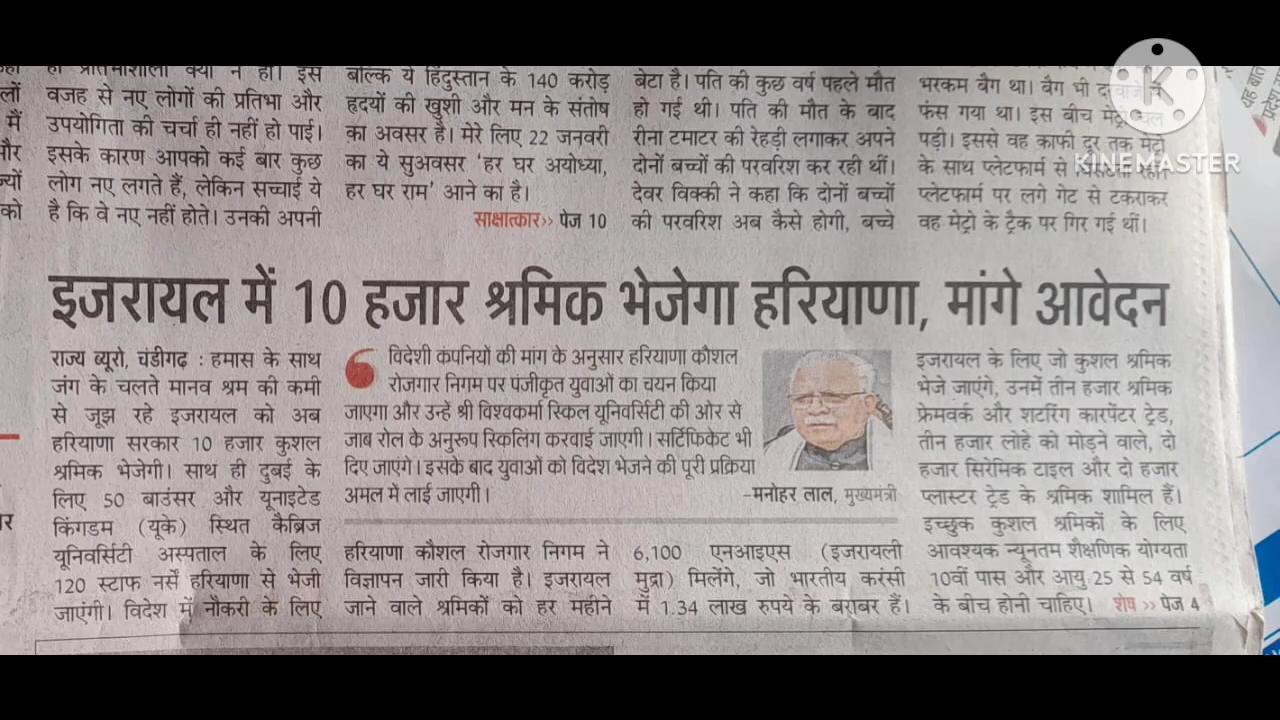 हो प्रतिभाशाली क्यों न हो। इस
वजह से नए लोगों की प्रतिभा और
उपयोगिता की चर्चा ही नहीं हो पाई।
इसके कारण आपको कई बार कुछ
लोग नए लगते हैं, लेकिन सच्चाई ये
है कि वे नए नहीं होते। उनकी अपनी
बल्कि ये हिंदुस्तान के 140 करोड़
हृदयों की खुशी और मन के संतोष
का अवसर है। मेरे लिए 22 जनवरी
का ये सुअवसर 'हर घर अयोध्या,
हर घर राम' आने का है।
साक्षात्कार>> पेज 10
बेटा है। पति की कुछ वर्ष पहले मौत
हो गई थी। पति की मौत के बाद
रीना टमाटर की रेहड़ी लगाकर अपने
दोनों बच्चों की परवरिश कर रही थीं।
देवर विक्की ने कहा कि दोनों बच्चों
की परवरिश अब कैसे होगी, बच्चे
भरकम बैग था। बैग भी
फंस गया था। इस बीच मेट्रो चल
पड़ी। इससे वह काफी दूर तक मेट्रो
के साथ प्लेटफार्म से
प्लेटफार्म पर लगे गेट से टकराकर
वह मेट्रो के ट्रैक पर गिर गई थीं।
KINEMASTER
इजरायल में 10 हजार श्रमिक भेजेगा हरियाणा, मांगे आवेदन
राज्य ब्यूरो, चंडीगढ़ : हमास के साथ
जंग के चलते मानव श्रम की कमी
से जूझ रहे इजरायल को अब
हरियाणा सरकार 10 हजार कुशल
श्रमिक भेजेगी। साथ ही दुबई के
लिए 50 बाउंसर और यूनाइटेड
किंगडम (यूके) स्थित कैब्रिज
यूनिवर्सिटी अस्पताल के लिए
120 स्टाफ नर्सें हरियाणा से भेजी
जाएंगी। विदेश में नौकरी के लिए
विदेशी कंपनियों की मांग के अनुसार हरियाणा कौशल
रोजगार निगम पर पंजीकृत युवाओं का चयन किया
जाएगा और उन्हें श्री विश्वकर्मा स्किल यूनिवर्सिटी की ओर से
जाब रोल के अनुरूप स्किलिंग करवाई जाएगी। सर्टिफिकेट भी
दिए जाएंगे। इसके बाद युवाओं को विदेश भेजने की पूरी प्रक्रिया
अमल में लाई जाएगी।
-मनोहर लाल, मुख्यमंत्री
हरियाणा कौशल रोजगार निगम ने
विज्ञापन जारी किया है। इजरायल
जाने वाले श्रमिकों को हर महीने
6,100 एनआइएस (इजरायली
मुद्रा) मिलेंगे, जो भारतीय करंसी
में 1.34 लाख रुपये के बराबर हैं।
इजरायल के लिए जो कुशल श्रमिक
भेजे जाएंगे, उनमें तीन हजार श्रमिक
फ्रेमवर्क और शटरिंग कारपेंटर ट्रेड,
तीन हजार लोहे को मोड़ने वाले, दो
हजार सिरेमिक टाइल और दो हजार
प्लास्टर ट्रेड के श्रमिक शामिल हैं।
इच्छुक कुशल श्रमिकों के लिए
आवश्यक न्यूनतम शैक्षणिक योग्यता
10वीं पास और आयु 25 से 54 वर्ष
के बीच होनी चाहिए। शेष >> पेज 4